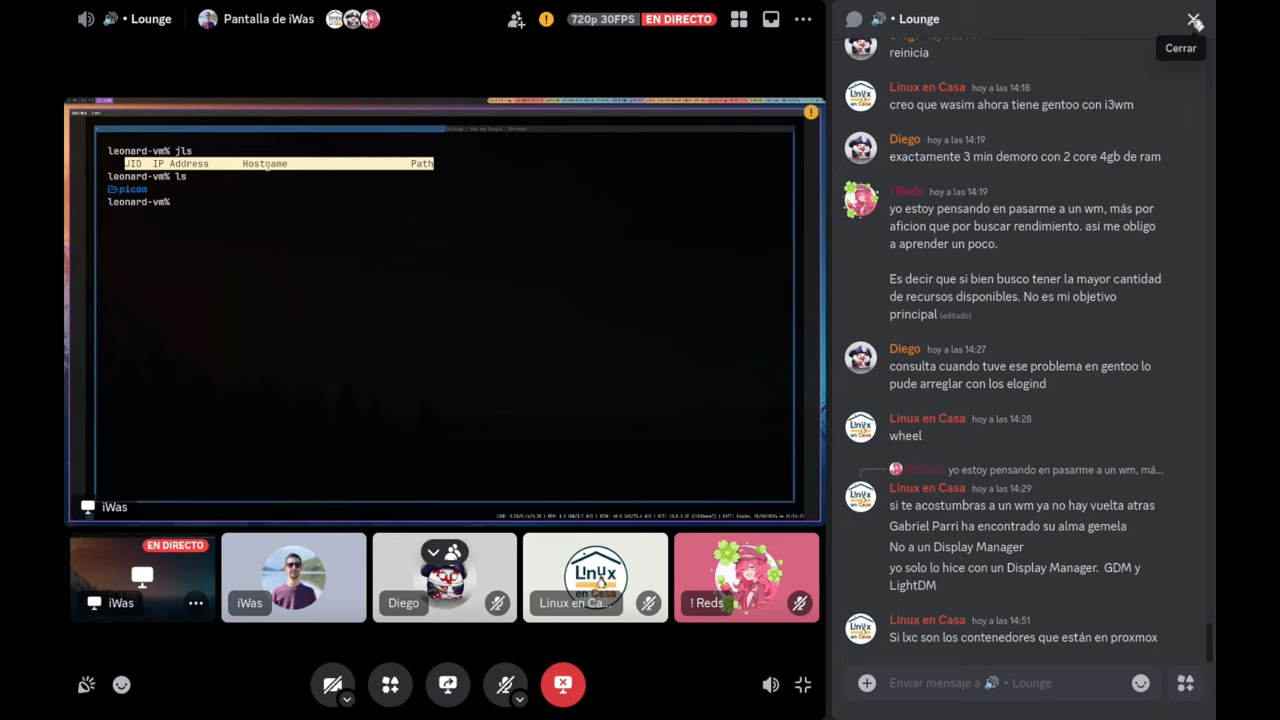 Lounge
Pantalla de iWas
720p 30FPS
EN DIRECTO
leonard-vm% jls
JID IP Address Hostname Path
leonard-vm% ls
picom
leonard-vm%
iWas
EN DIRECTO
iWas
iWas
Diego
Linux en Ca...
! Reds
Lounge
Cerrar
reinicia
Linux en Casa hoy a las 14:18
creo que wasim ahora tiene gentoo con i3wm
Diego hoy a las 14:19
exactamente 3 min demoro con 2 core 4gb de ram
! Reds hoy a las 14:19
yo estoy pensando en pasarme a un wm, más por
aficion que por buscar rendimiento. asi me obligo
a aprender un poco.
Es decir que si bien busco tener la mayor cantidad
de recursos disponibles. No es mi objetivo
principal (editado)
Diego hoy a las 14:27
consulta cuando tuve ese problema en gentoo lo
pude arreglar con los elogind
Linux en Casa hoy a las 14:28
wheel
yo estoy pensando en pasarme a un wm, má...
Linux en Casa hoy a las 14:29
si te acostumbras a un wm ya no hay vuelta atras
Gabriel Parri ha encontrado su alma gemela
No a un Display Manager
yo solo lo hice con un Display Manager. GDM y
LightDM
Linux en Casa hoy a las 14:51
Si lxc son los contenedores que están en proxmox
Enviar mensaje a Lounge